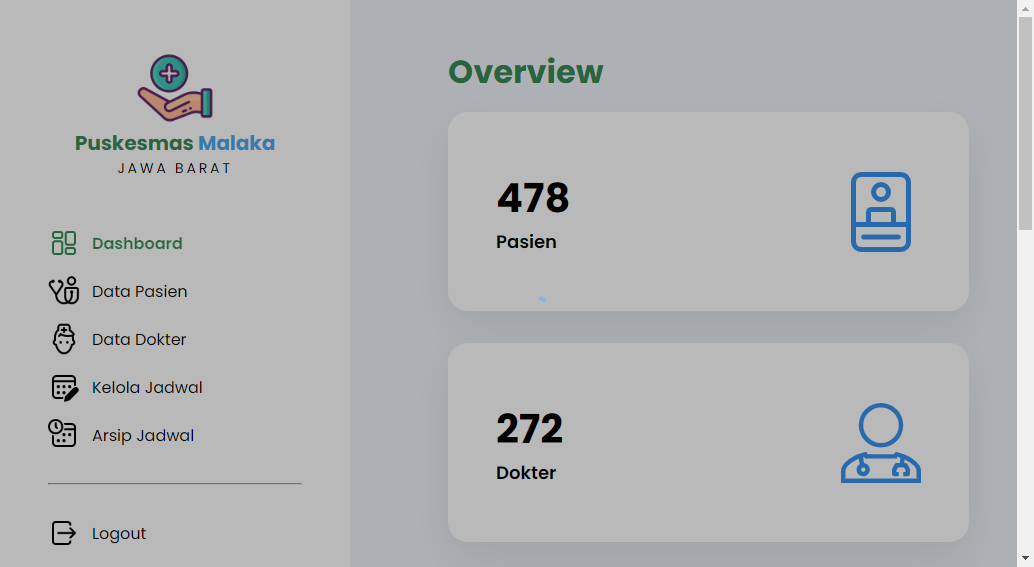 Puskesmas Malaka
JAWA BARAT
Dashboard
Data Pasien
Data Dokter
Kelola Jadwal
Arsip Jadwal
Logout
Overview
478
Pasien
272
Dokter